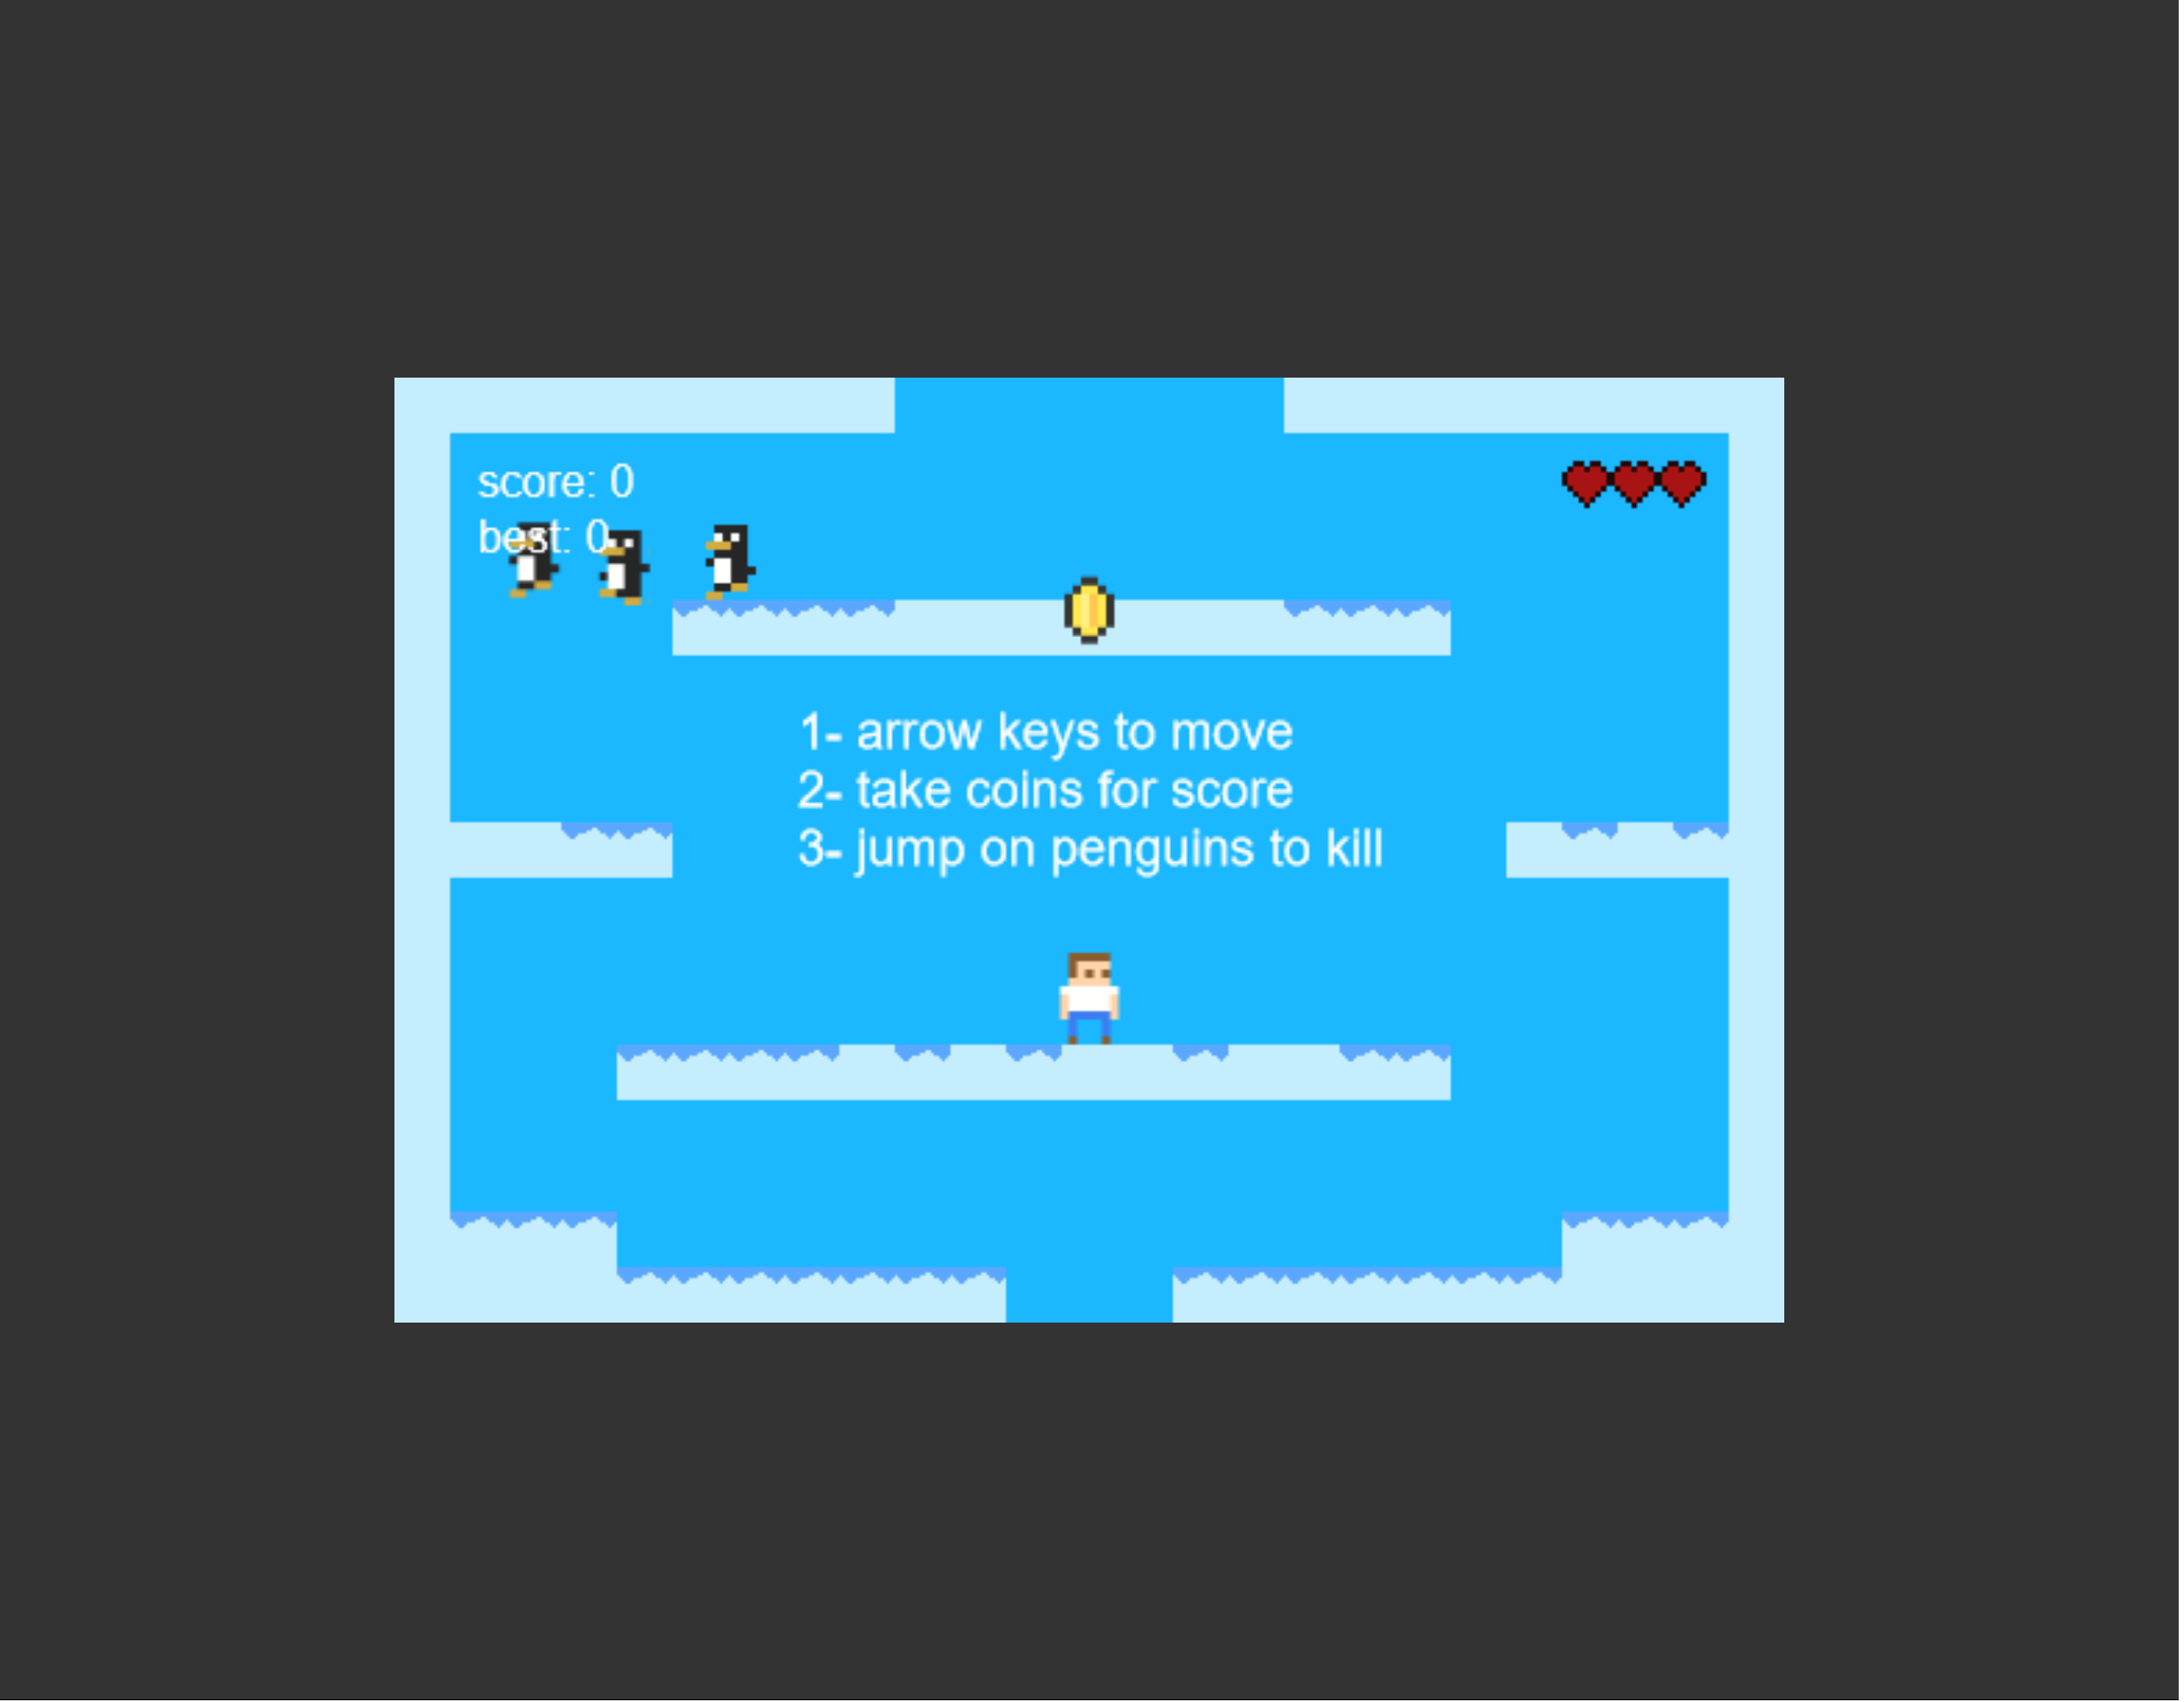 score: 0
best: 0
1- arrow keys to move
2- take coins for score
3- jump on penguins to kill